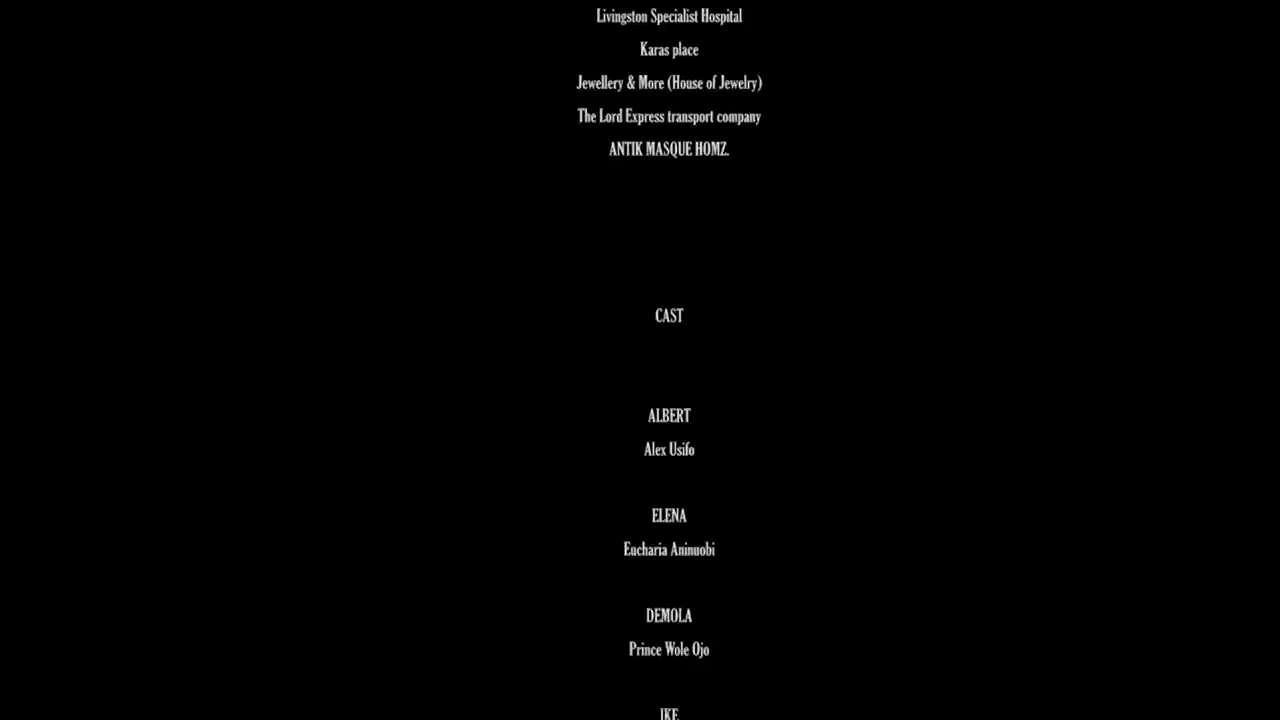 Livingston Specialist Hospital
Karas place
Jewellery & More (House of Jewelry)
The Lord Express transport company
ANTIK MASQUE HOMZ.
CAST
ALBERT
Alex Usifo
ELENA
Eucharia Aninuobi
DEMOLA
Prince Wole Ojo
IKE